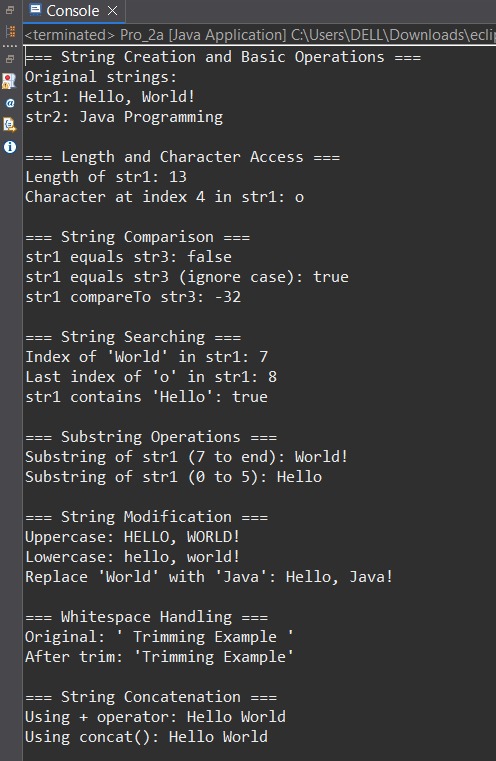 Console
<terminated> Pro_2a [Java Application] C:\Users\DELL\Downloads\eclip
=== String Creation and Basic Operations ===
Original strings:
str1: Hello, World!
str2: Java Programming

=== Length and Character Access ===
Length of str1: 13
Character at index 4 in str1: o

=== String Comparison ===
str1 equals str3: false
str1 equals str3 (ignore case): true
str1 compareTo str3: -32

=== String Searching ===
Index of 'World' in str1: 7
Last index of 'o' in str1: 8
str1 contains 'Hello': true

=== Substring Operations ===
Substring of str1 (7 to end): World!
Substring of str1 (0 to 5): Hello

=== String Modification ===
Uppercase: HELLO, WORLD!
Lowercase: hello, world!
Replace 'World' with 'Java': Hello, Java!

=== Whitespace Handling ===
Original: ' Trimming Example '
After trim: 'Trimming Example'

=== String Concatenation ===
Using + operator: Hello World
Using concat(): Hello World